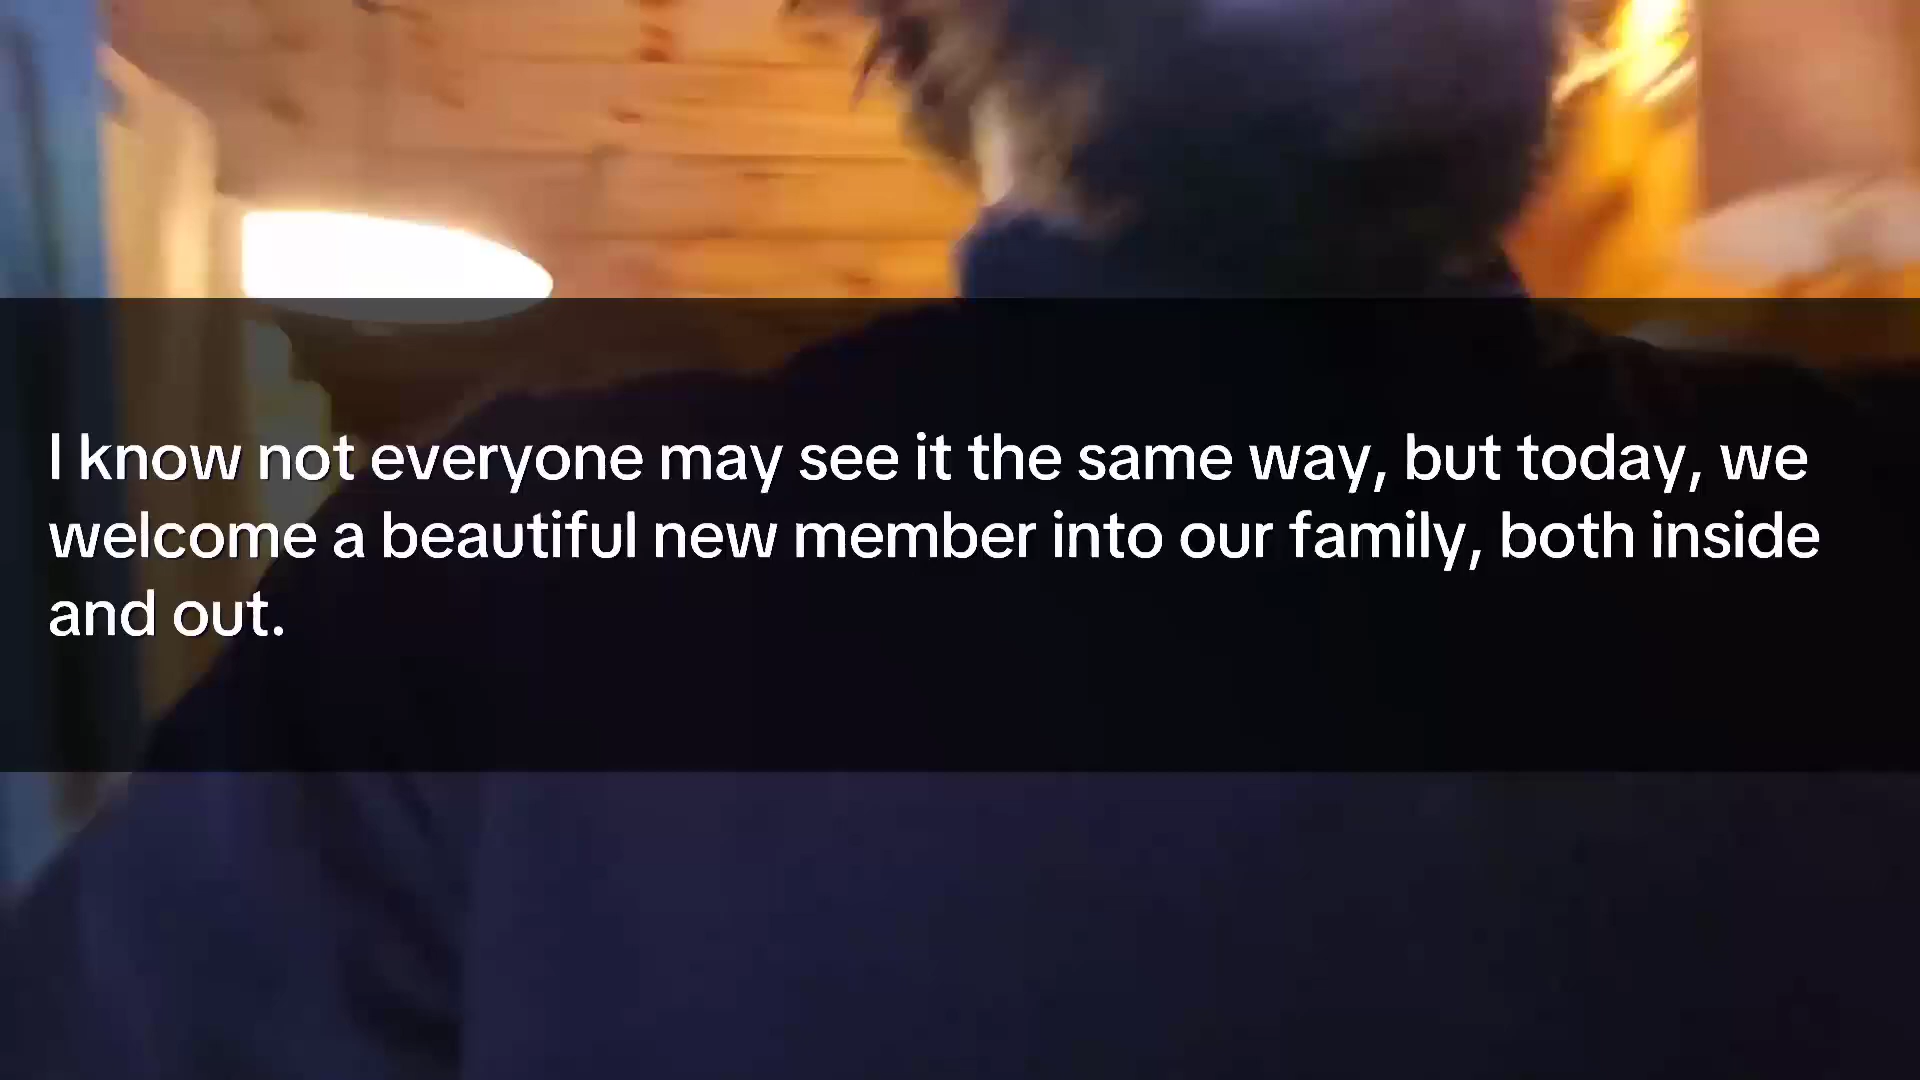 I know not everyone may see it the same way, but today, we
welcome a beautiful new member into our family, both inside
and out.